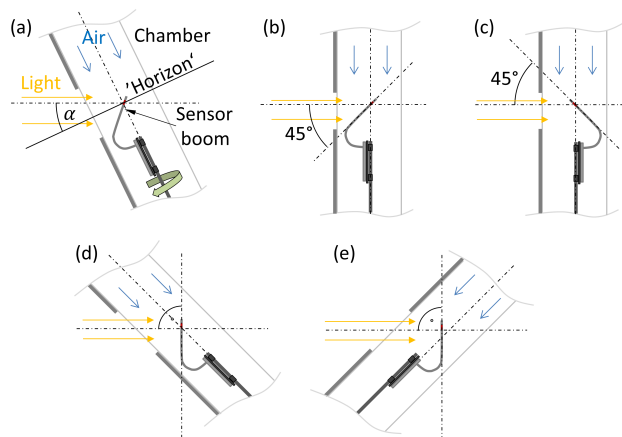 (a)
Air
Chamber
Light
'Horizon'
α
Sensor
boom
(b)
45°
(c)
45°
(d)
(e)